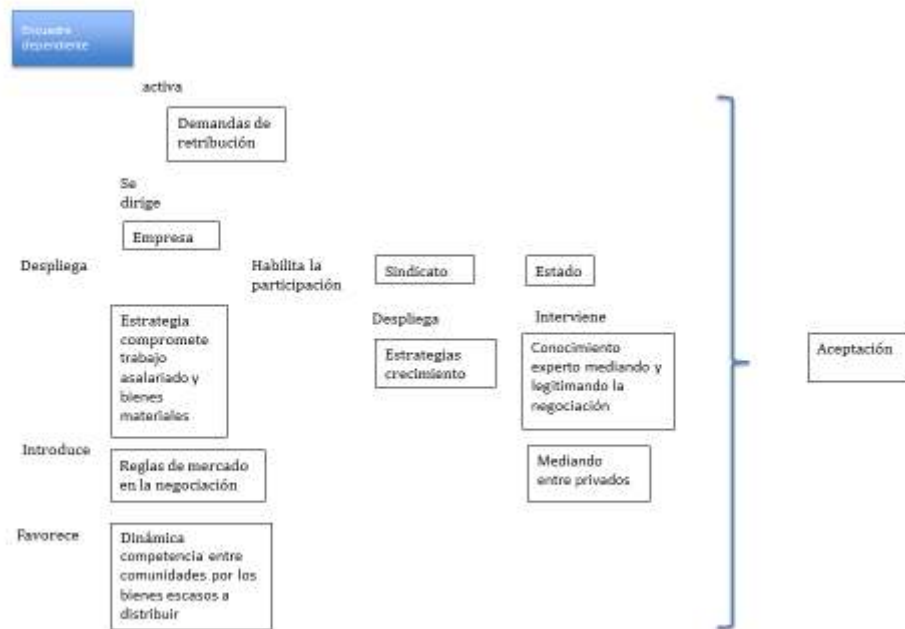 Encuadre
dependiente
activa
Demandas de
retribución
Se
dirige
Empresa
Despliega
Habilita la
participación
Sindicato
Estado
Estrategia
compromete
trabajo
asalariado y
bienes
materiales
Despliega
Estrategias
crecimiento
Interviene
Conocimiento
experto mediando y
legitimando la
negociación
Aceptación
Introduce
Reglas de mercado
en la negociación
Mediando
entre privados
Favorece
Dinámica
competencia entre
comunidades por los
bienes escasos a
distribuir